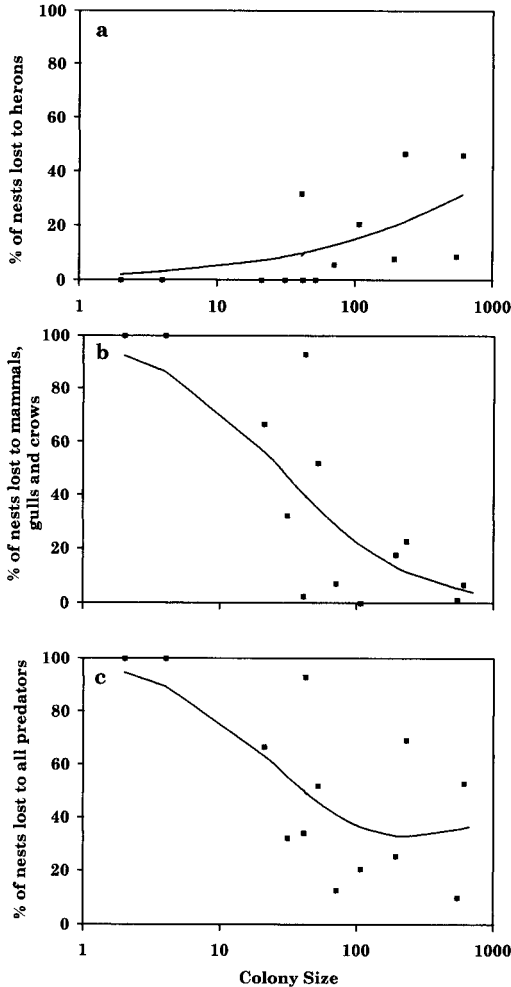 a
% of nests lost to herons
100
80
60
40
20
0
1 10 100 1000
b
% of nests lost to mammals,
gulls and crows
100
80
60
40
20
0
c
% of nests lost to all predators
100
80
60
40
20
0
1 10 100 1000
Colony Size